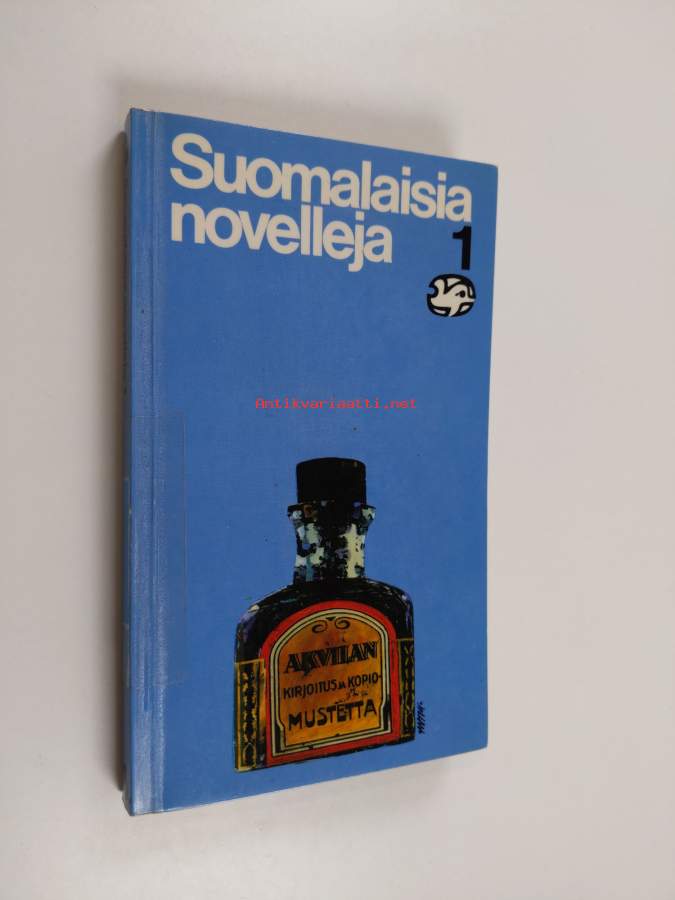 Suomalaisia
novelleja
1
Antikvariaatti.net
AKVILAN
KIRJOITUS JA KOPIO-
MUSTETTA